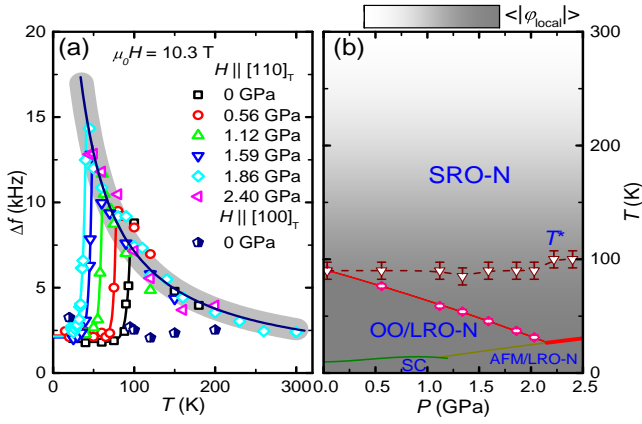 <|φlocal|>
(a)
μ0H = 10.3 T
H || [110]T
0 GPa
0.56 GPa
1.12 GPa
1.59 GPa
1.86 GPa
2.40 GPa
H || [100]T
0 GPa
Δf (kHz)
25
20
15
10
5
0
0 100 200 300
T (K)
(b)
SRO-N
T*
OO/LRO-N
SC
AFM/LRO-N
300
200
100
0
T (K)
0.0 0.5 1.0 1.5 2.0 2.5
P (GPa)